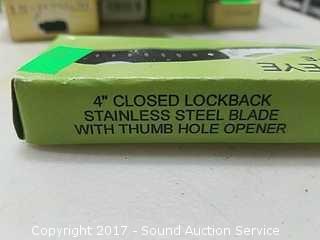 4" CLOSED LOCKBACK
STAINLESS STEEL BLADE
WITH THUMB HOLE OPENER
Copyright 2017 - Sound Auction Service